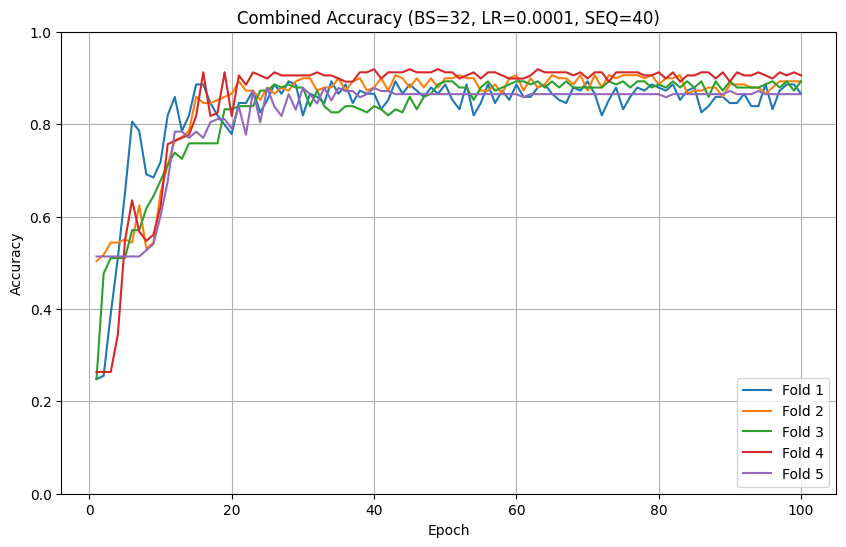 Combined Accuracy (BS=32, LR=0.0001, SEQ=40)
1.0
0.8
0.6
0.4
0.2
0.0
Accuracy
0 20 40 60 80 100
Epoch
Fold 1
Fold 2
Fold 3
Fold 4
Fold 5